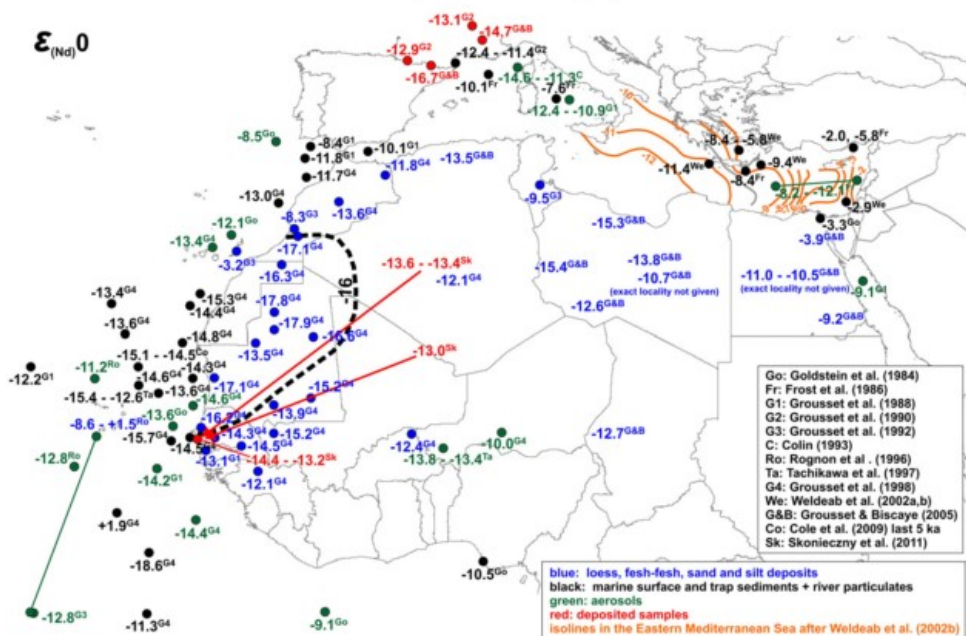 ε(Nd)0
-13.1G2
-14.7G&B
-12.9G2
-12.4 - -11.4G2
-16.7G&B
-14.6 - -11.3C
-10.1Fr
-7.6Fr
-12.4 - -10.9G1
-10
-11
-13
-8.5Go
-8.4G1
-11.8G1
-10.1G1
-11.7G4
-11.8G4
-13.5G&B
-8.4 - -5.8We
-2.0, -5.8Fr
-11.4We
-9.4We
-8.4Fr
-8.2 - -12.1Fr
-2.9We
-3.3Go
-3.9G&B
-13.0G4
-13.6G4
-9.5G3
-15.3G&B
-12.1Go
-8.3G3
-13.4G4
-17.1G4
-3.2G3
-16.3G4
-16
-13.6 - -13.4Sk
-12.1G4
-15.4G&B
-13.8G&B
-10.7G&B
(exact locality not given)
-11.0 - -10.5G&B
(exact locality not given)
-12.6G&B
-9.2G&B
-13.4G4
-15.3G4
-14.4G4
-17.8G4
-13.6G4
-17.9G4
-14.8G4
-13.5G4
-16.6G4
-13.0Sk
-15.1 - -14.5Co
-12.2G1
-11.2Ro
-14.3G4
-14.6G4
-13.6G4
-17.1G4
-15.4 - -12.6Ta
-14.6G4
-15.2G4
-13.6Go
-13.9G4
-8.6 - +1.5Ro
-15.7G4
-14.3G4
-15.2G4
-14.5G4
-13.1G1
-14.4 - -13.2Sk
-12.4G4
-10.0G4
-13.8 - -13.4Ta
-12.7G&B
-12.8Ro
-14.2G1
-12.1G4
+1.9G4
-14.4G4
-18.6G4
-10.5Go
-12.8G3
-11.3G4
-9.1Go
Go: Goldstein et al. (1984)
Fr: Frost et al. (1986)
G1: Grousset et al. (1988)
G2: Grousset et al. (1990)
G3: Grousset et al. (1992)
C: Colin (1993)
Ro: Rognon et al . (1996)
Ta: Tachikawa et al. (1997)
G4: Grousset et al. (1998)
We: Weldeab et al. (2002a,b)
G&B: Grousset & Biscaye (2005)
Co: Cole et al. (2009) last 5 ka
Sk: Skonieczny et al. (2011)
blue: loess, fesh-fesh, sand and silt deposits
black: marine surface and trap sediments + river particulates
green: aerosols
red: deposited samples
isolines in the Eastern Mediterranean Sea after Weldeab et al. (2002b)